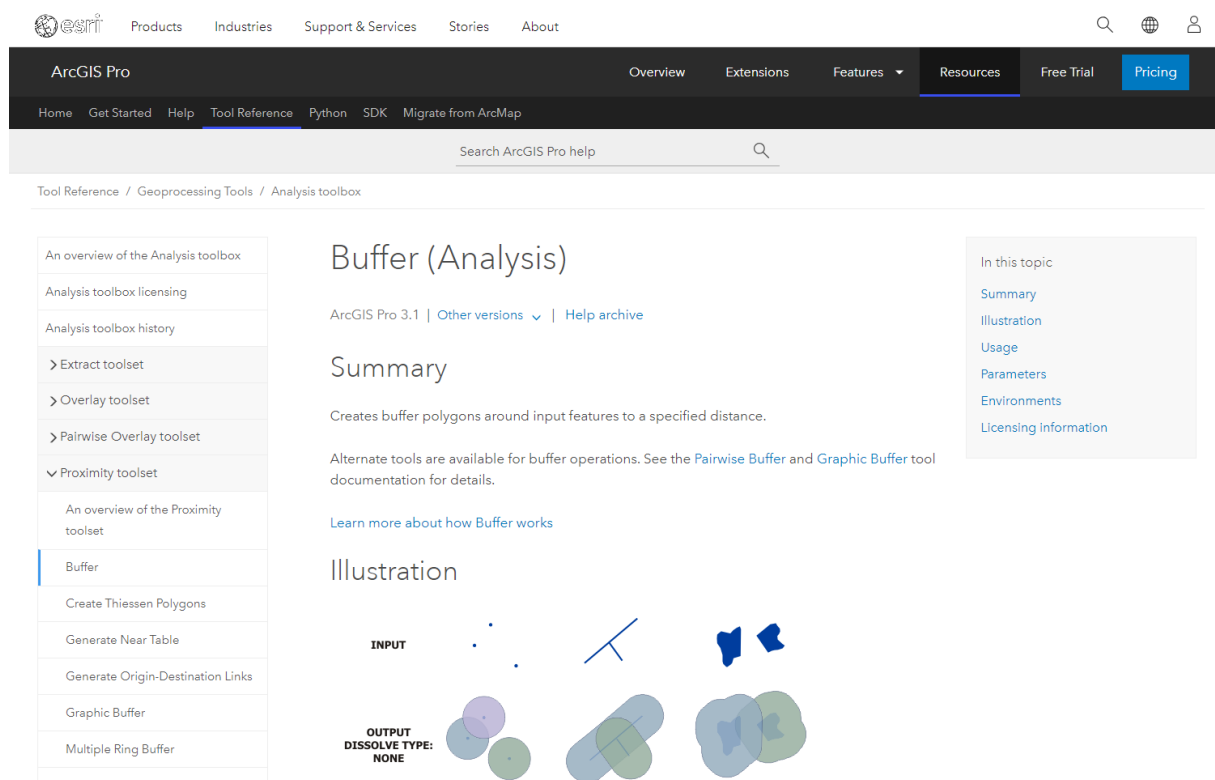 esri Products Industries Support & Services Stories About
ArcGIS Pro Overview Extensions Features Resources Free Trial Pricing
Home Get Started Help Tool Reference Python SDK Migrate from ArcMap
Search ArcGIS Pro help
Tool Reference / Geoprocessing Tools / Analysis toolbox
An overview of the Analysis toolbox
Analysis toolbox licensing
Analysis toolbox history
Extract toolset
Overlay toolset
Pairwise Overlay toolset
Proximity toolset
An overview of the Proximity
toolset
Buffer
Create Thiessen Polygons
Generate Near Table
Generate Origin-Destination Links
Graphic Buffer
Multiple Ring Buffer
Buffer (Analysis)
ArcGIS Pro 3.1 | Other versions | Help archive
Summary
Creates buffer polygons around input features to a specified distance.
Alternate tools are available for buffer operations. See the Pairwise Buffer and Graphic Buffer tool
documentation for details.
Learn more about how Buffer works
Illustration
INPUT
OUTPUT
DISSOLVE TYPE:
NONE
In this topic
Summary
Illustration
Usage
Parameters
Environments
Licensing information